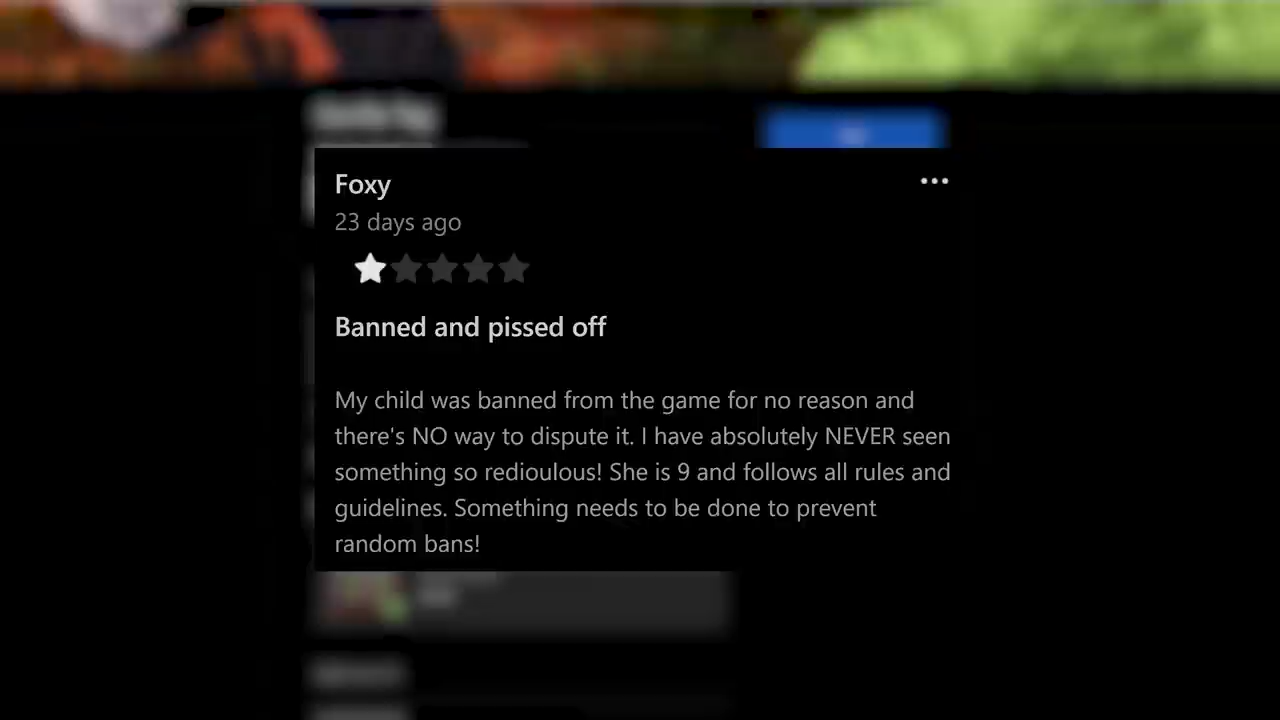 Foxy
23 days ago
Banned and pissed off
My child was banned from the game for no reason and
there's NO way to dispute it. I have absolutely NEVER seen
something so redioulous! She is 9 and follows all rules and
guidelines. Something needs to be done to prevent
random bans!